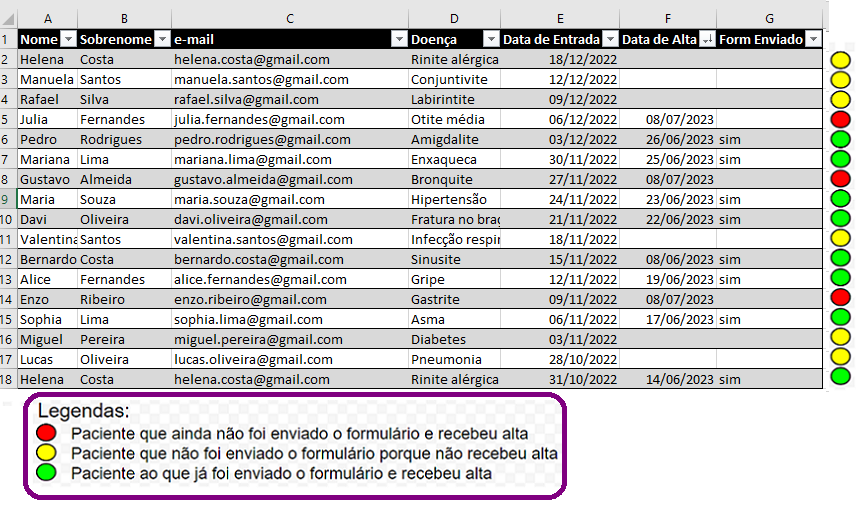 A B C D E F G
1 Nome Sobrenome e-mail Doença Data de Entrada Data de Alta Form Enviado
2 Helena Costa helena.costa@gmail.com Rinite alérgica 18/12/2022
3 Manuela Santos manuela.santos@gmail.com Conjuntivite 12/12/2022
4 Rafael Silva rafael.silva@gmail.com Labirintite 09/12/2022
5 Julia Fernandes julia.fernandes@gmail.com Otite média 06/12/2022 08/07/2023
6 Pedro Rodrigues pedro.rodrigues@gmail.com Amigdalite 03/12/2022 26/06/2023 sim
7 Mariana Lima mariana.lima@gmail.com Enxaqueca 30/11/2022 25/06/2023 sim
8 Gustavo Almeida gustavo.almeida@gmail.com Bronquite 27/11/2022 08/07/2023
9 Maria Souza maria.souza@gmail.com Hipertensão 24/11/2022 23/06/2023 sim
10 Davi Oliveira davi.oliveira@gmail.com Fratura no braç 21/11/2022 22/06/2023 sim
11 Valentina Santos valentina.santos@gmail.com Infecção respir 18/11/2022
12 Bernardo Costa bernardo.costa@gmail.com Sinusite 15/11/2022 08/06/2023 sim
13 Alice Fernandes alice.fernandes@gmail.com Gripe 12/11/2022 19/06/2023 sim
14 Enzo Ribeiro enzo.ribeiro@gmail.com Gastrite 09/11/2022 08/07/2023
15 Sophia Lima sophia.lima@gmail.com Asma 06/11/2022 17/06/2023 sim
16 Miguel Pereira miguel.pereira@gmail.com Diabetes 03/11/2022
17 Lucas Oliveira lucas.oliveira@gmail.com Pneumonia 28/10/2022
18 Helena Costa helena.costa@gmail.com Rinite alérgica 31/10/2022 14/06/2023 sim
Legendas:
Paciente que ainda não foi enviado o formulário e recebeu alta
Paciente que não foi enviado o formulário porque não recebeu alta
Paciente ao que já foi enviado o formulário e recebeu alta